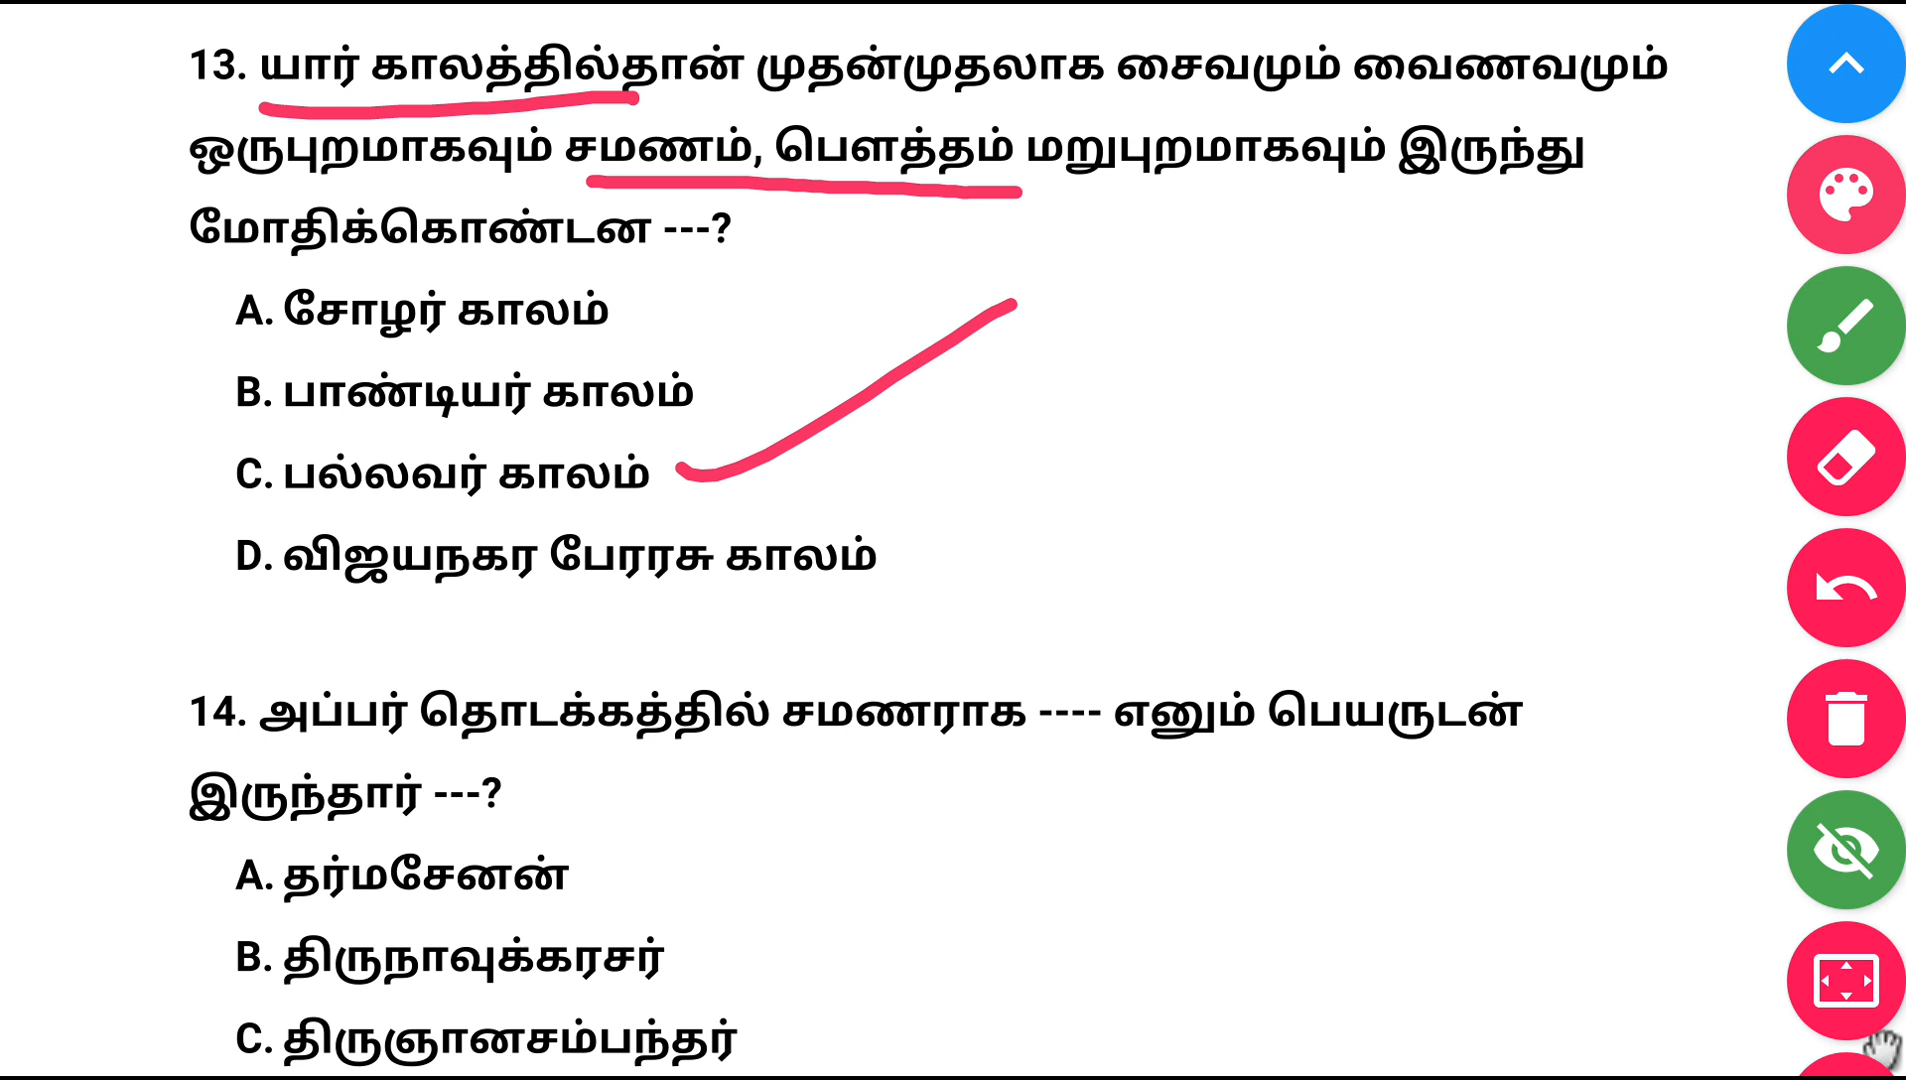 13. யார் காலத்தில்தான் முதன்முதலாக சைவமும் வைணவமும்
ஒருபுறமாகவும் சமணம், பௌத்தம் மறுபுறமாகவும் இருந்து
மோதிக்கொண்டன ---?
A. சோழர் காலம்
B. பாண்டியர் காலம்
C. பல்லவர் காலம்
D. விஜயநகர பேரரசு காலம்
14. அப்பர் தொடக்கத்தில் சமணராக ---- எனும் பெயருடன்
இருந்தார் ---?
A. தர்மசேனன்
B. திருநாவுக்கரசர்
C. திருஞானசம்பந்தர்